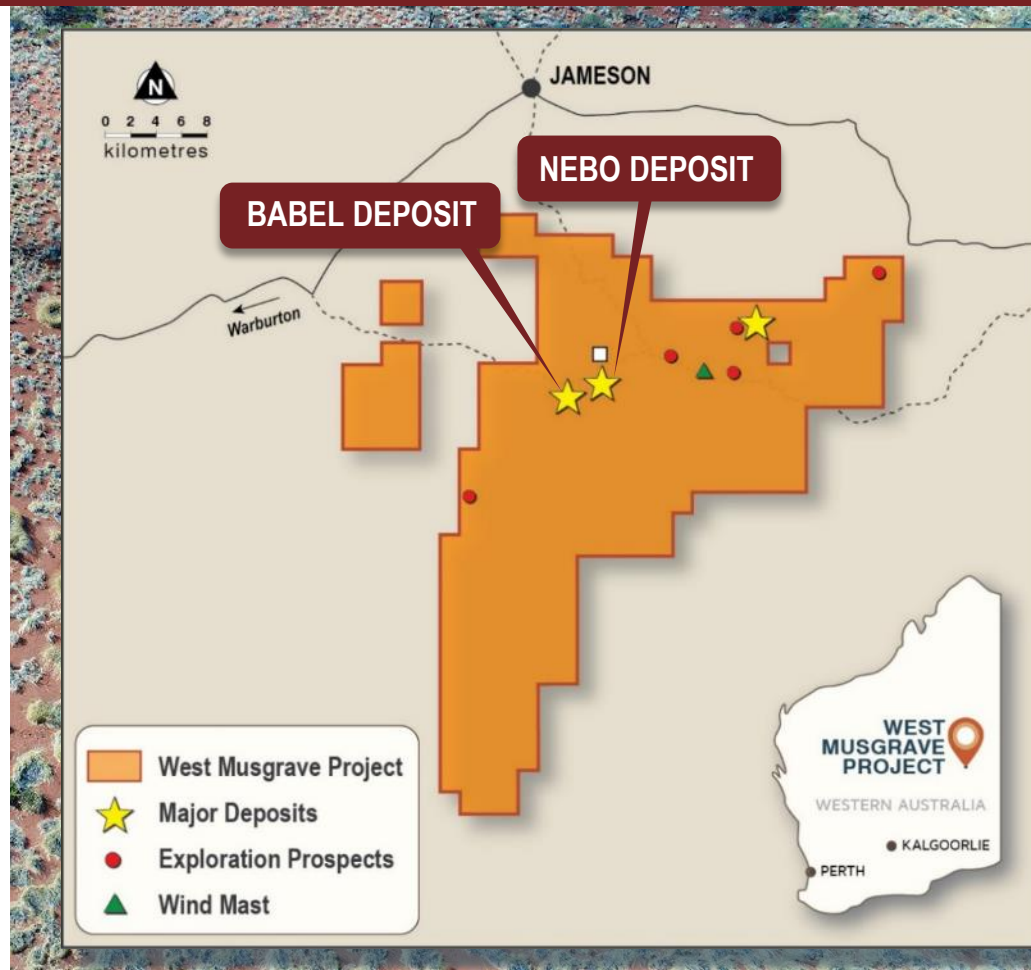 N
0 2 4 6 8
kilometres
JAMESON
NEBO DEPOSIT
BABEL DEPOSIT
Warburton
West Musgrave Project
Major Deposits
Exploration Prospects
Wind Mast
WEST
MUSGRAVE
PROJECT
WESTERN AUSTRALIA
KALGOORLIE
PERTH